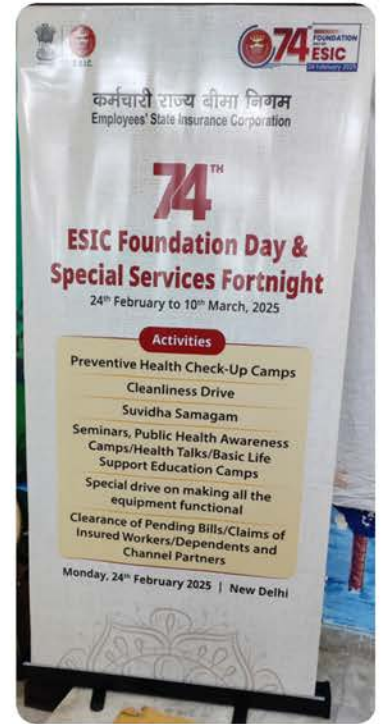 E.S.I.C.
74 FOUNDATION
ESIC
24 February 2025
कर्मचारी राज्य बीमा निगम
Employees' State Insurance Corporation
74TH
ESIC Foundation Day &
Special Services Fortnight
24th February to 10th March, 2025
Activities
Preventive Health Check-Up Camps
Cleanliness Drive
Suvidha Samagam
Seminars, Public Health Awareness
Camps/Health Talks/Basic Life
Support Education Camps
Special drive on making all the
equipment functional
Clearance of Pending Bills/Claims of
Insured Workers/Dependents and
Channel Partners
Monday, 24th February 2025 | New Delhi